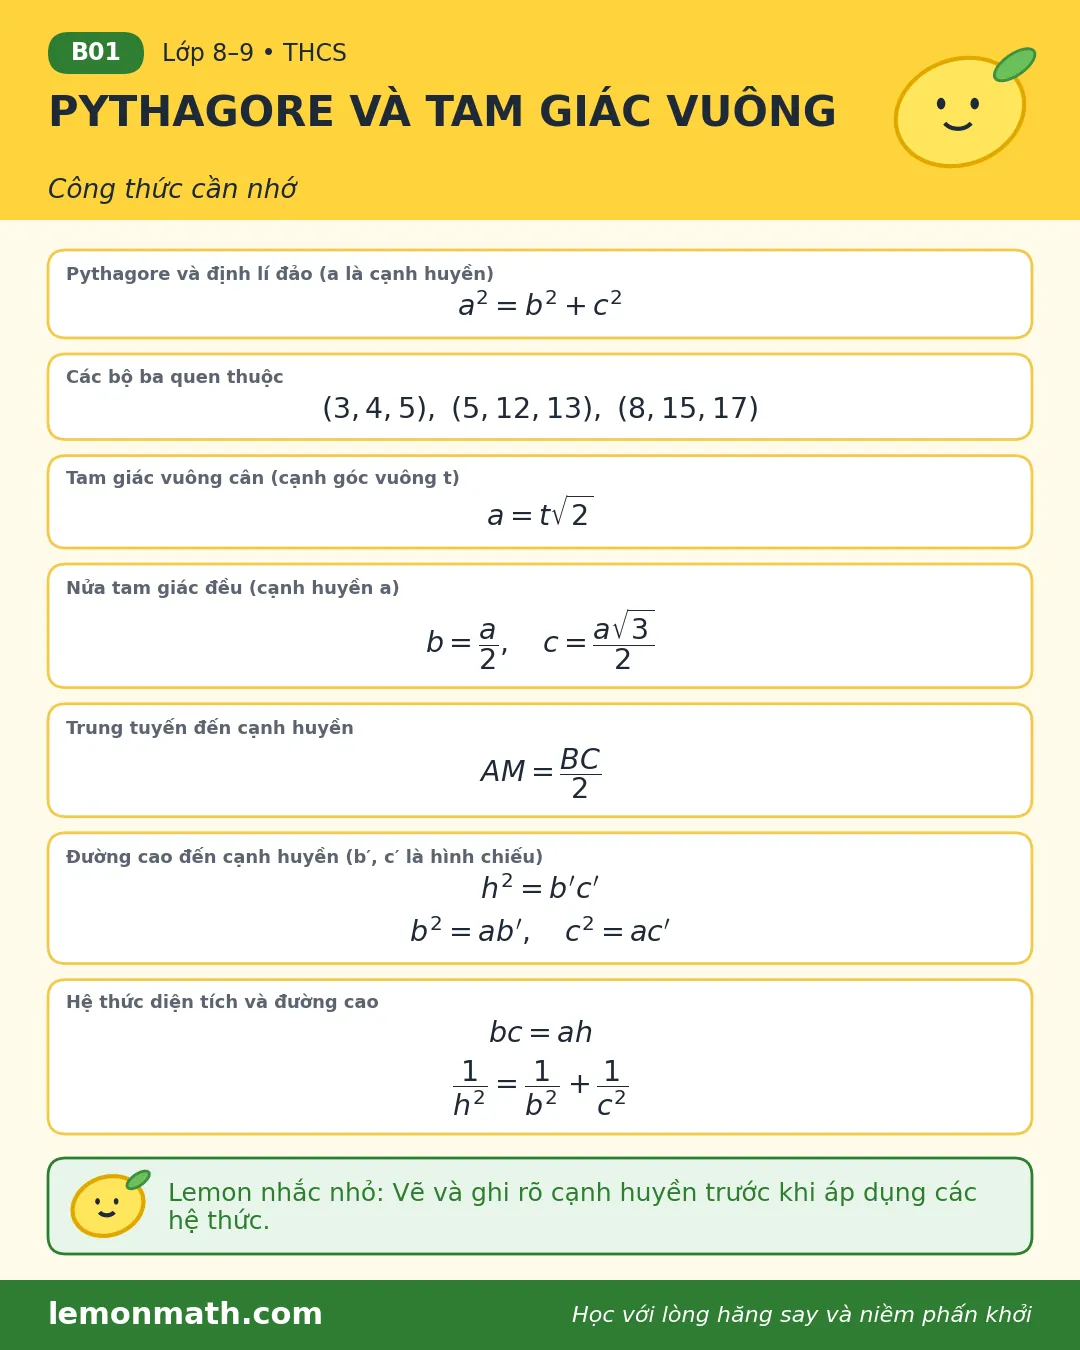 B01 Lớp 8–9 • THCS
PYTHAGORE VÀ TAM GIÁC VUÔNG
Công thức cần nhớ
Pythagore và định lí đảo (a là cạnh huyền)
a² = b² + c²
Các bộ ba quen thuộc
(3, 4, 5), (5, 12, 13), (8, 15, 17)
Tam giác vuông cân (cạnh góc vuông t)
a = t√2
Nửa tam giác đều (cạnh huyền a)
b = a/2, c = a√3/2
Trung tuyến đến cạnh huyền
AM = BC/2
Đường cao đến cạnh huyền (b′, c′ là hình chiếu)
h² = b′c′
b² = ab′, c² = ac′
Hệ thức diện tích và đường cao
bc = ah
1/h² = 1/b² + 1/c²
Lemon nhắc nhỏ: Vẽ và ghi rõ cạnh huyền trước khi áp dụng các
hệ thức.
lemonmath.com Học với lòng hăng say và niềm phấn khởi